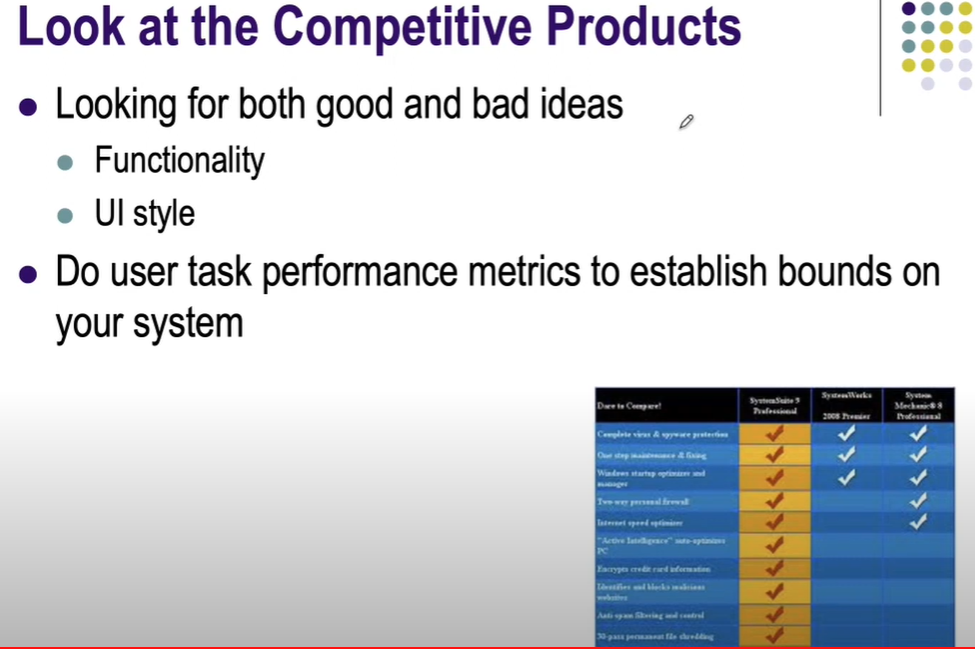 Look at the Competitive Products
Looking for both good and bad ideas
Functionality
UI style
Do user task performance metrics to establish bounds on
your system
Dare to Compare!
SystemSuite 9
Professional
SystemWorks
2008 Premier
System
Mechanic® 8
Professional
Complete virus & spyware protection
One step maintenance & fixing
Windows startup optimizer and
manager
Two-way personal firewall
Internet speed optimizer
"Active Intelligence" auto-optimizes
PC
Encrypts credit card information
Identifies and blocks malicious
websites
Anti-spam filtering and control
30-pass permanent file shredding